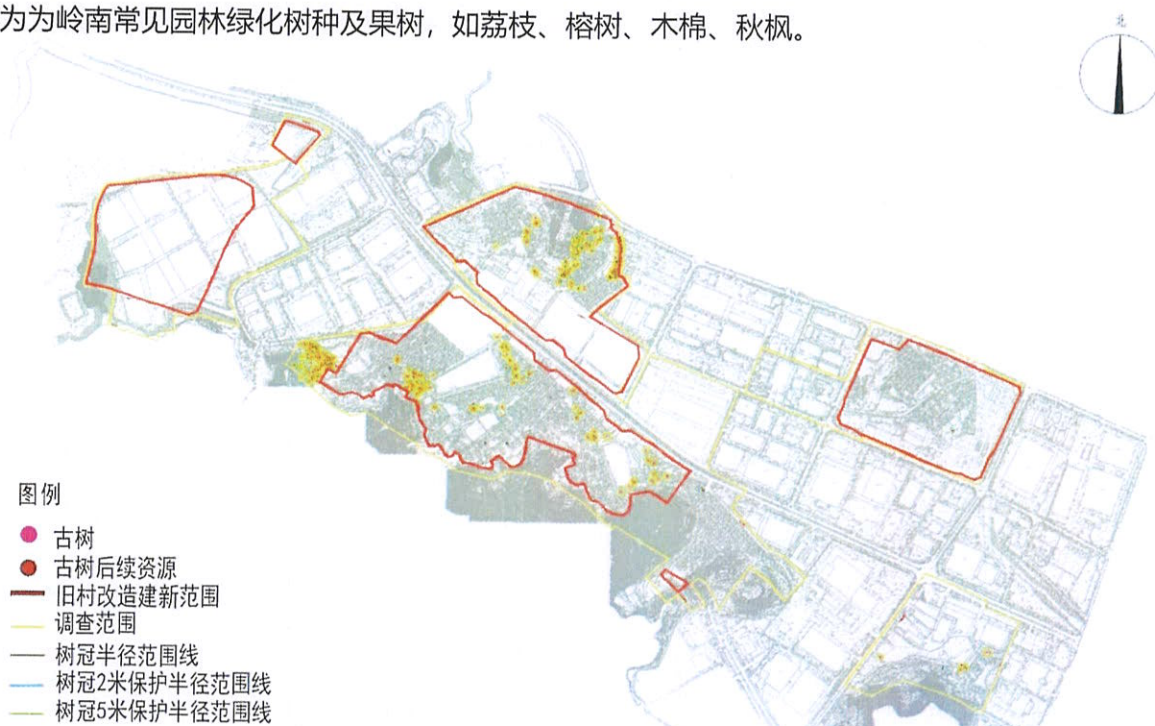 为为岭南常见园林绿化树种及果树，如荔枝、榕树、木棉、秋枫。
北
图例
古树
古树后续资源
旧村改造建新范围
调查范围
树冠半径范围线
树冠2米保护半径范围线
树冠5米保护半径范围线